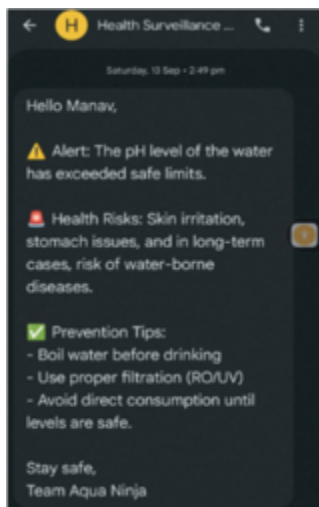 H Health Surveillance ...
Saturday, 13 Sep • 2:49 pm
Hello Manav,
⚠️ Alert: The pH level of the water
has exceeded safe limits.
🚨 Health Risks: Skin irritation,
stomach issues, and in long-term
cases, risk of water-borne
diseases.
✅ Prevention Tips:
- Boil water before drinking
- Use proper filtration (RO/UV)
- Avoid direct consumption until
levels are safe.
Stay safe,
Team Aqua Ninja